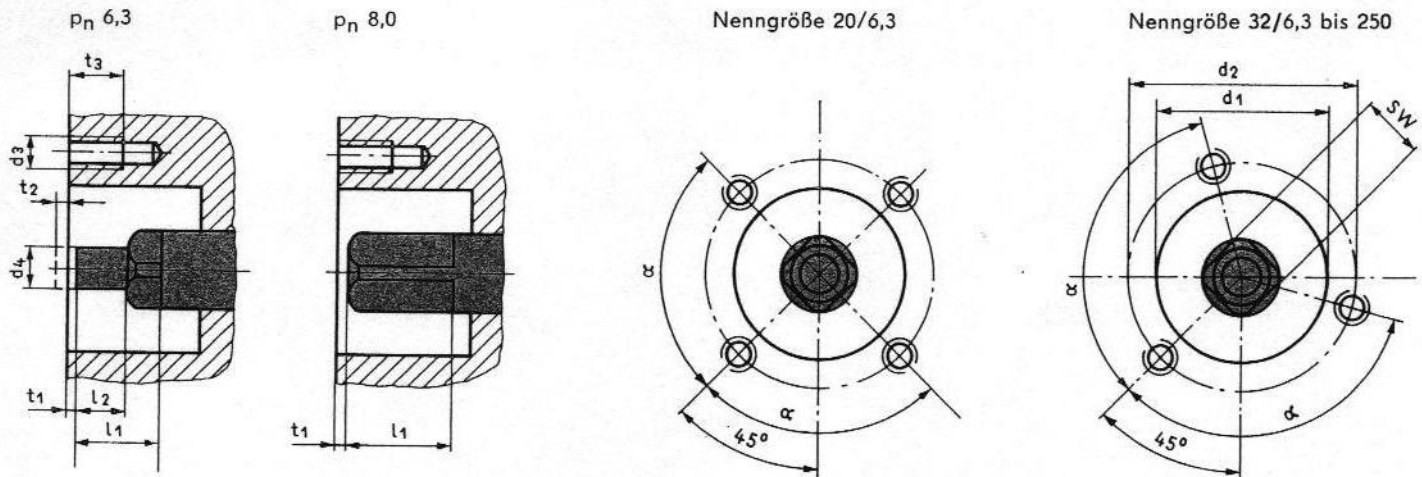 pn 6,3
pn 8,0
Nenngröße 20/6,3
Nenngröße 32/6,3 bis 250
t3
d3
t2
d4
t1
l2
l1
t1
l1
α
α
45°
d2
d1
SW
α
α
45°